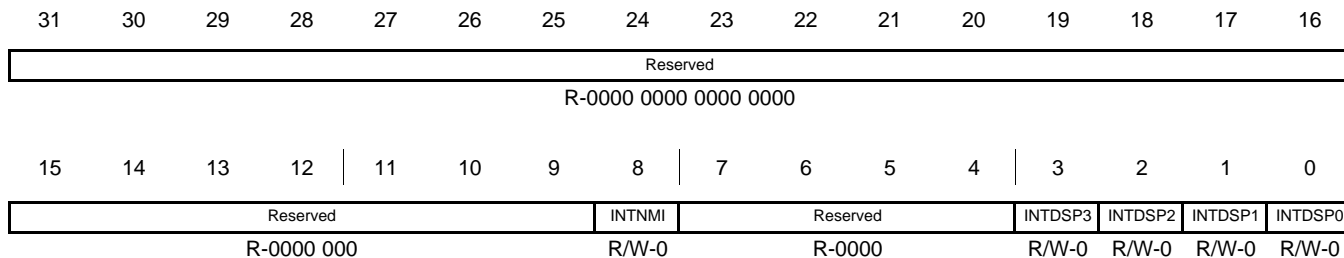 31 30 29 28 27 26 25 24 23 22 21 20 19 18 17 16
Reserved
R-0000 0000 0000 0000
15 14 13 12 11 10 9 8 7 6 5 4 3 2 1 0
Reserved INTNMI Reserved INTDSP3 INTDSP2 INTDSP1 INTDSP0
R-0000 000 R/W-0 R-0000 R/W-0 R/W-0 R/W-0 R/W-0